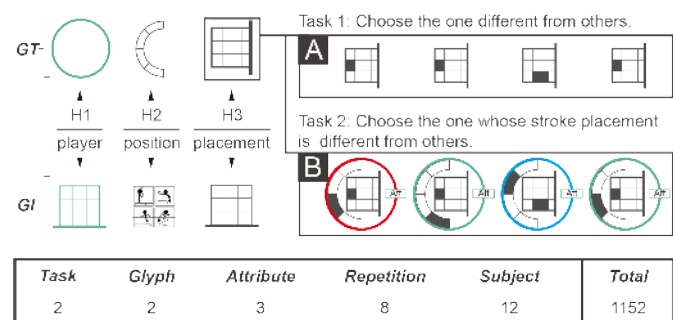 Task 1: Choose the one different from others.
GT
A
H1 H2 H3
player position placement
Task 2: Choose the one whose stroke placement
is different from others.
B
Att Att Att Att
GI
Task Glyph Attribute Repetition Subject Total
2 2 3 8 12 1152